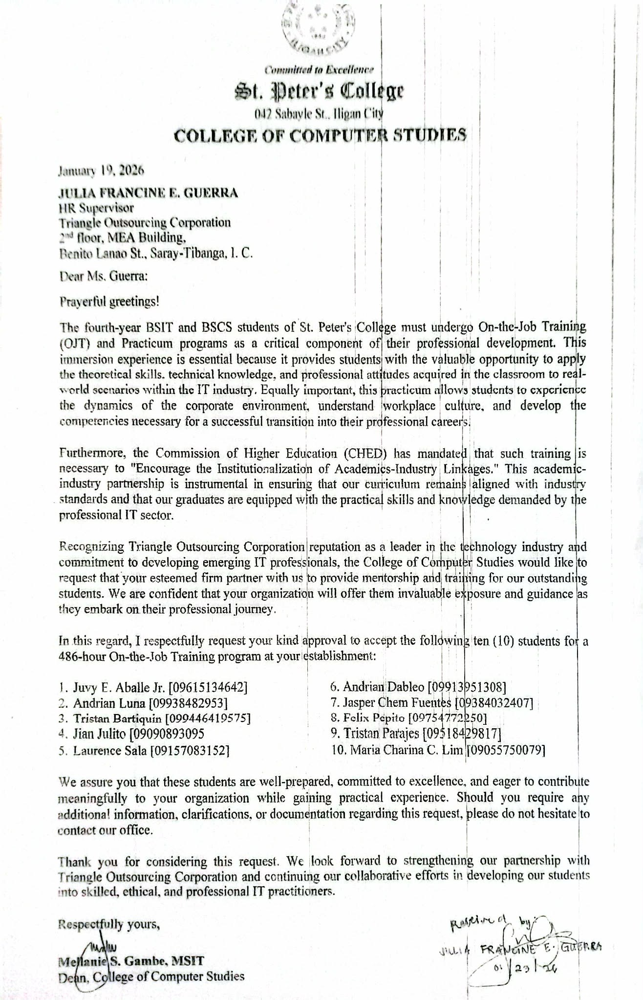 ILIGAN CITY
Committed to Excellence
St. Peter's College
042 Sabayle St., Iligan City
COLLEGE OF COMPUTER STUDIES
January 19, 2026
JULIA FRANCINE E. GUERRA
HR Supervisor
Triangle Outsourcing Corporation
2nd floor, MEA Building,
Benito Lanao St., Saray-Tibanga, I. C.
Dear Ms. Guerra:
Prayerful greetings!
The fourth-year BSIT and BSCS students of St. Peter's College must undergo On-the-Job Training
(OJT) and Practicum programs as a critical component of their professional development. This
immersion experience is essential because it provides students with the valuable opportunity to apply
the theoretical skills, technical knowledge, and professional attitudes acquired in the classroom to real-
world scenarios within the IT industry. Equally important, this practicum allows students to experience
the dynamics of the corporate environment, understand workplace culture, and develop the
competencies necessary for a successful transition into their professional careers.
Furthermore, the Commission of Higher Education (CHED) has mandated that such training is
necessary to "Encourage the Institutionalization of Academics-Industry Linkages." This academic-
industry partnership is instrumental in ensuring that our curriculum remains aligned with industry
standards and that our graduates are equipped with the practical skills and knowledge demanded by the
professional IT sector.
Recognizing Triangle Outsourcing Corporation reputation as a leader in the technology industry and
commitment to developing emerging IT professionals, the College of Computer Studies would like to
request that your esteemed firm partner with us to provide mentorship and training for our outstanding
students. We are confident that your organization will offer them invaluable exposure and guidance as
they embark on their professional journey.
In this regard, I respectfully request your kind approval to accept the following ten (10) students for a
486-hour On-the-Job Training program at your establishment:
1. Juvy E. Aballe Jr. [09615134642]
2. Andrian Luna [09938482953]
3. Tristan Bartiquin [099446419575]
4. Jian Julito [09090893095
5. Laurence Sala [09157083152]
6. Andrian Dableo [09913951308]
7. Jasper Chem Fuentes [09384032407]
8. Felix Pepito [09754772250]
9. Tristan Parajes [09518429817]
10. Maria Charina C. Lim [09055750079]
We assure you that these students are well-prepared, committed to excellence, and eager to contribute
meaningfully to your organization while gaining practical experience. Should you require any
additional information, clarifications, or documentation regarding this request, please do not hesitate to
contact our office.
Thank you for considering this request. We look forward to strengthening our partnership with
Triangle Outsourcing Corporation and continuing our collaborative efforts in developing our students
into skilled, ethical, and professional IT practitioners.
Respectfully yours,
Mellanie S. Gambe, MSIT
Dean, College of Computer Studies
Received by:
JULIA FRANCINE E. GUERRA
01/23/26